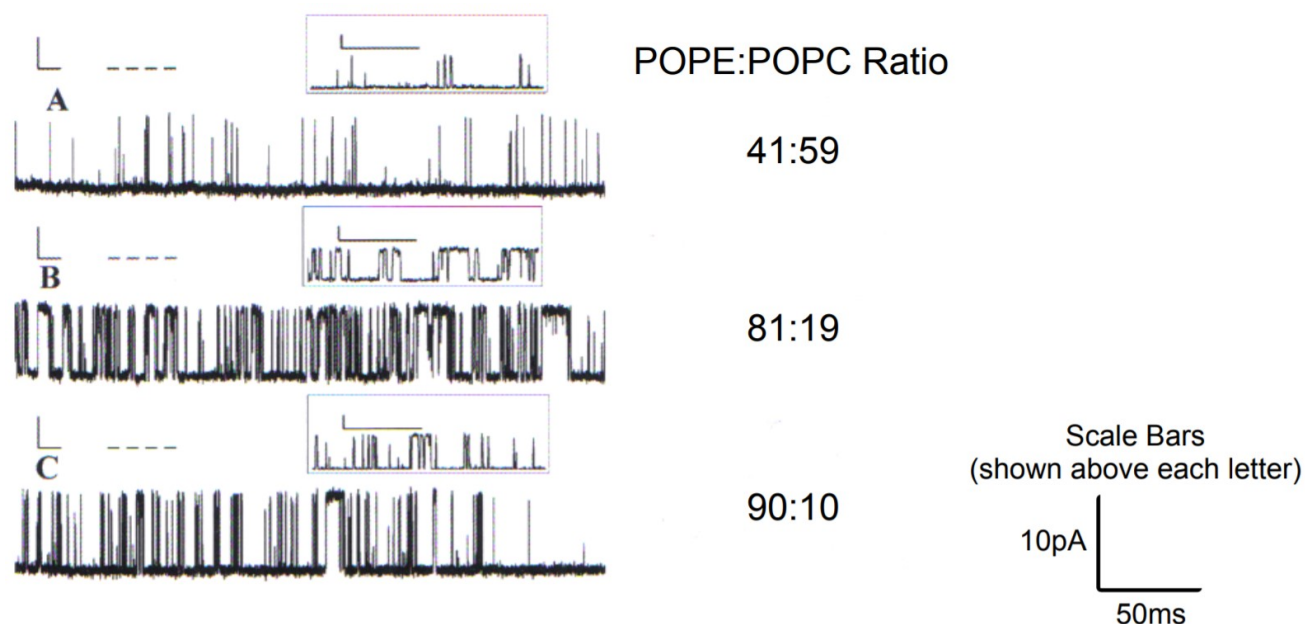 POPE:POPC Ratio
A
41:59
B
81:19
C
90:10
Scale Bars
(shown above each letter)
10pA
50ms